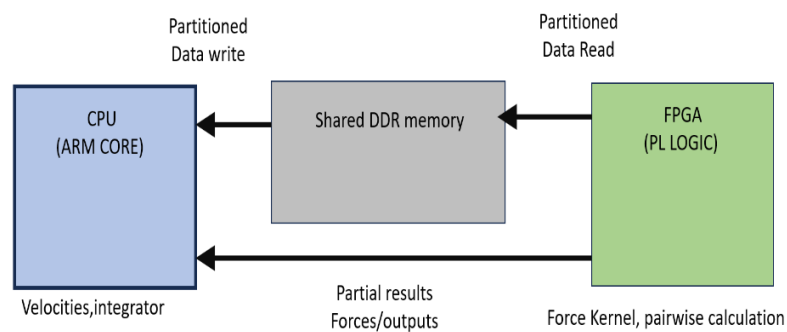 Partitioned
Data write
Partitioned
Data Read
CPU
(ARM CORE)
Shared DDR memory
FPGA
(PL LOGIC)
Velocities,integrator
Partial results
Forces/outputs
Force Kernel, pairwise calculation